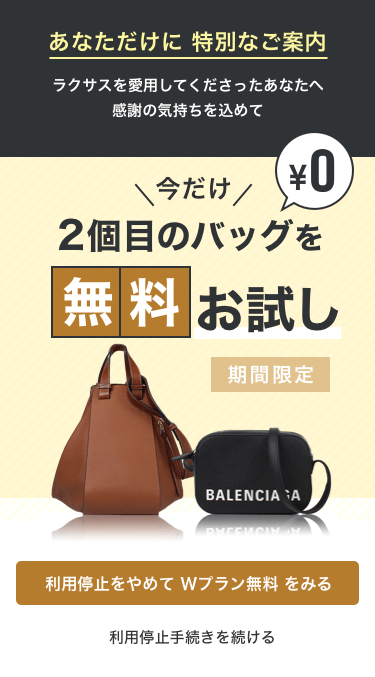 あなただけに 特別なご案内
ラクサスを愛用してくださったあなたへ
感謝の気持ちを込めて
¥0
今だけ
2個目のバッグを
無料お試し
期間限定
BALENCIAGA
利用停止をやめて Wプラン無料 をみる
利用停止手続きを続ける